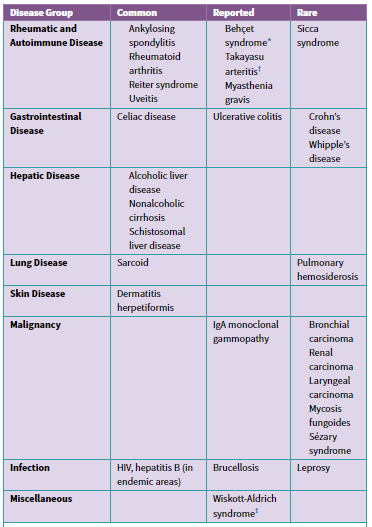 Disease Group Common Reported Rare
Rheumatic and Autoimmune Disease
Ankylosing
spondylitis
Rheumatoid
arthritis
Reiter syndrome
Uveitis
Behçet
syndrome*
Takayasu
arteritis†
Myasthenia
gravis
Sicca
syndrome
Gastrointestinal
Disease
Celiac disease
Ulcerative colitis
Crohn's
disease
Whipple's
disease
Hepatic Disease
Alcoholic liver
disease
Nonalcoholic
cirrhosis
Schistosomal
liver disease
Lung Disease
Sarcoid
Pulmonary
hemosiderosis
Skin Disease
Dermatitis
herpetiformis
Malignancy
IgA monoclonal
gammopathy
Bronchial
carcinoma
Renal
carcinoma
Laryngeal
carcinoma
Mycosis
fungoides
Sézary
syndrome
Infection
HIV, hepatitis B (in
endemic areas)
Brucellosis
Leprosy
Miscellaneous
Wiskott-Aldrich
syndrome†